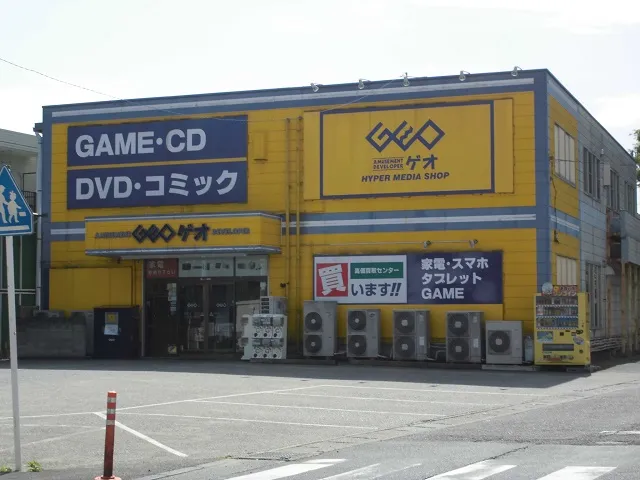 GAME・CD
DVD・コミック
GEO
AMUSEMENT
DEVELOPER
ゲオ
HYPER MEDIA SHOP
AMUSEMENT GEO ゲオ DEVELOPER
高価買取センター
買います!!
家電・スマホ
タブレット
GAME